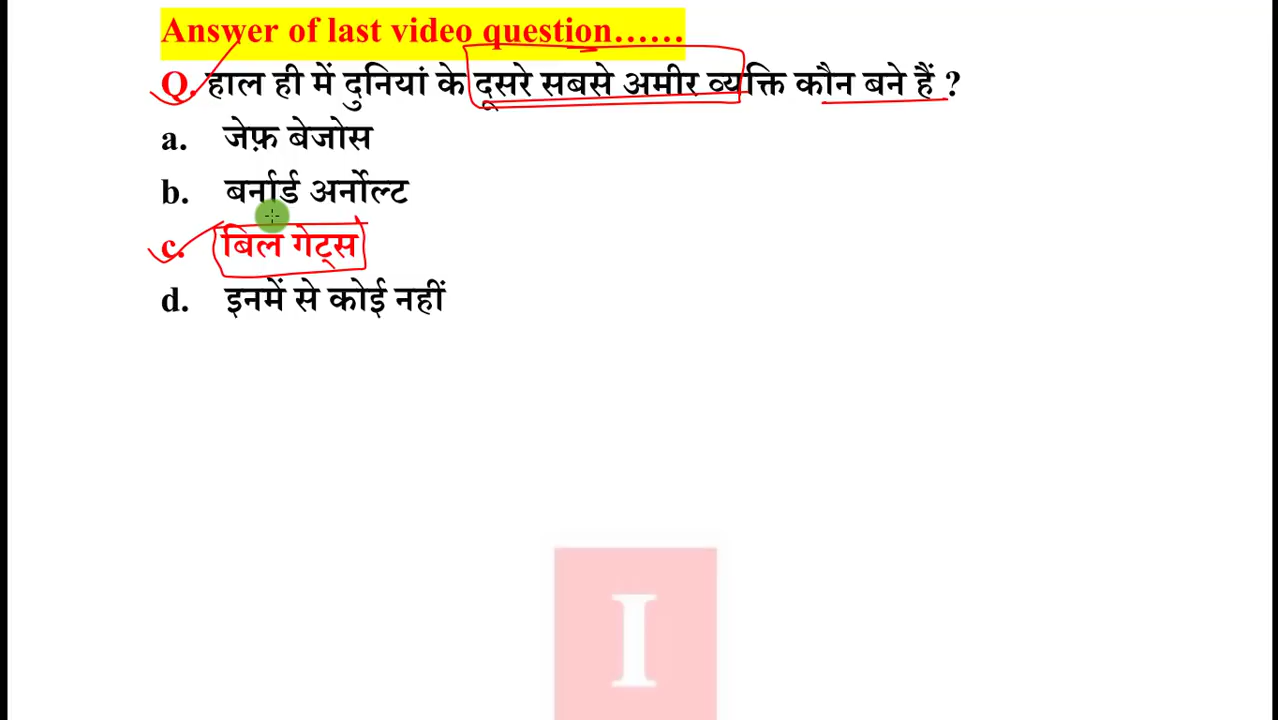 Answer of last video question……
Q. हाल ही में दुनियां के दूसरे सबसे अमीर व्यक्ति कौन बने हैं ?
a. जेफ़ बेजोस
b. बर्नार्ड अर्नोल्ट
c. बिल गेट्स
d. इनमें से कोई नहीं
I